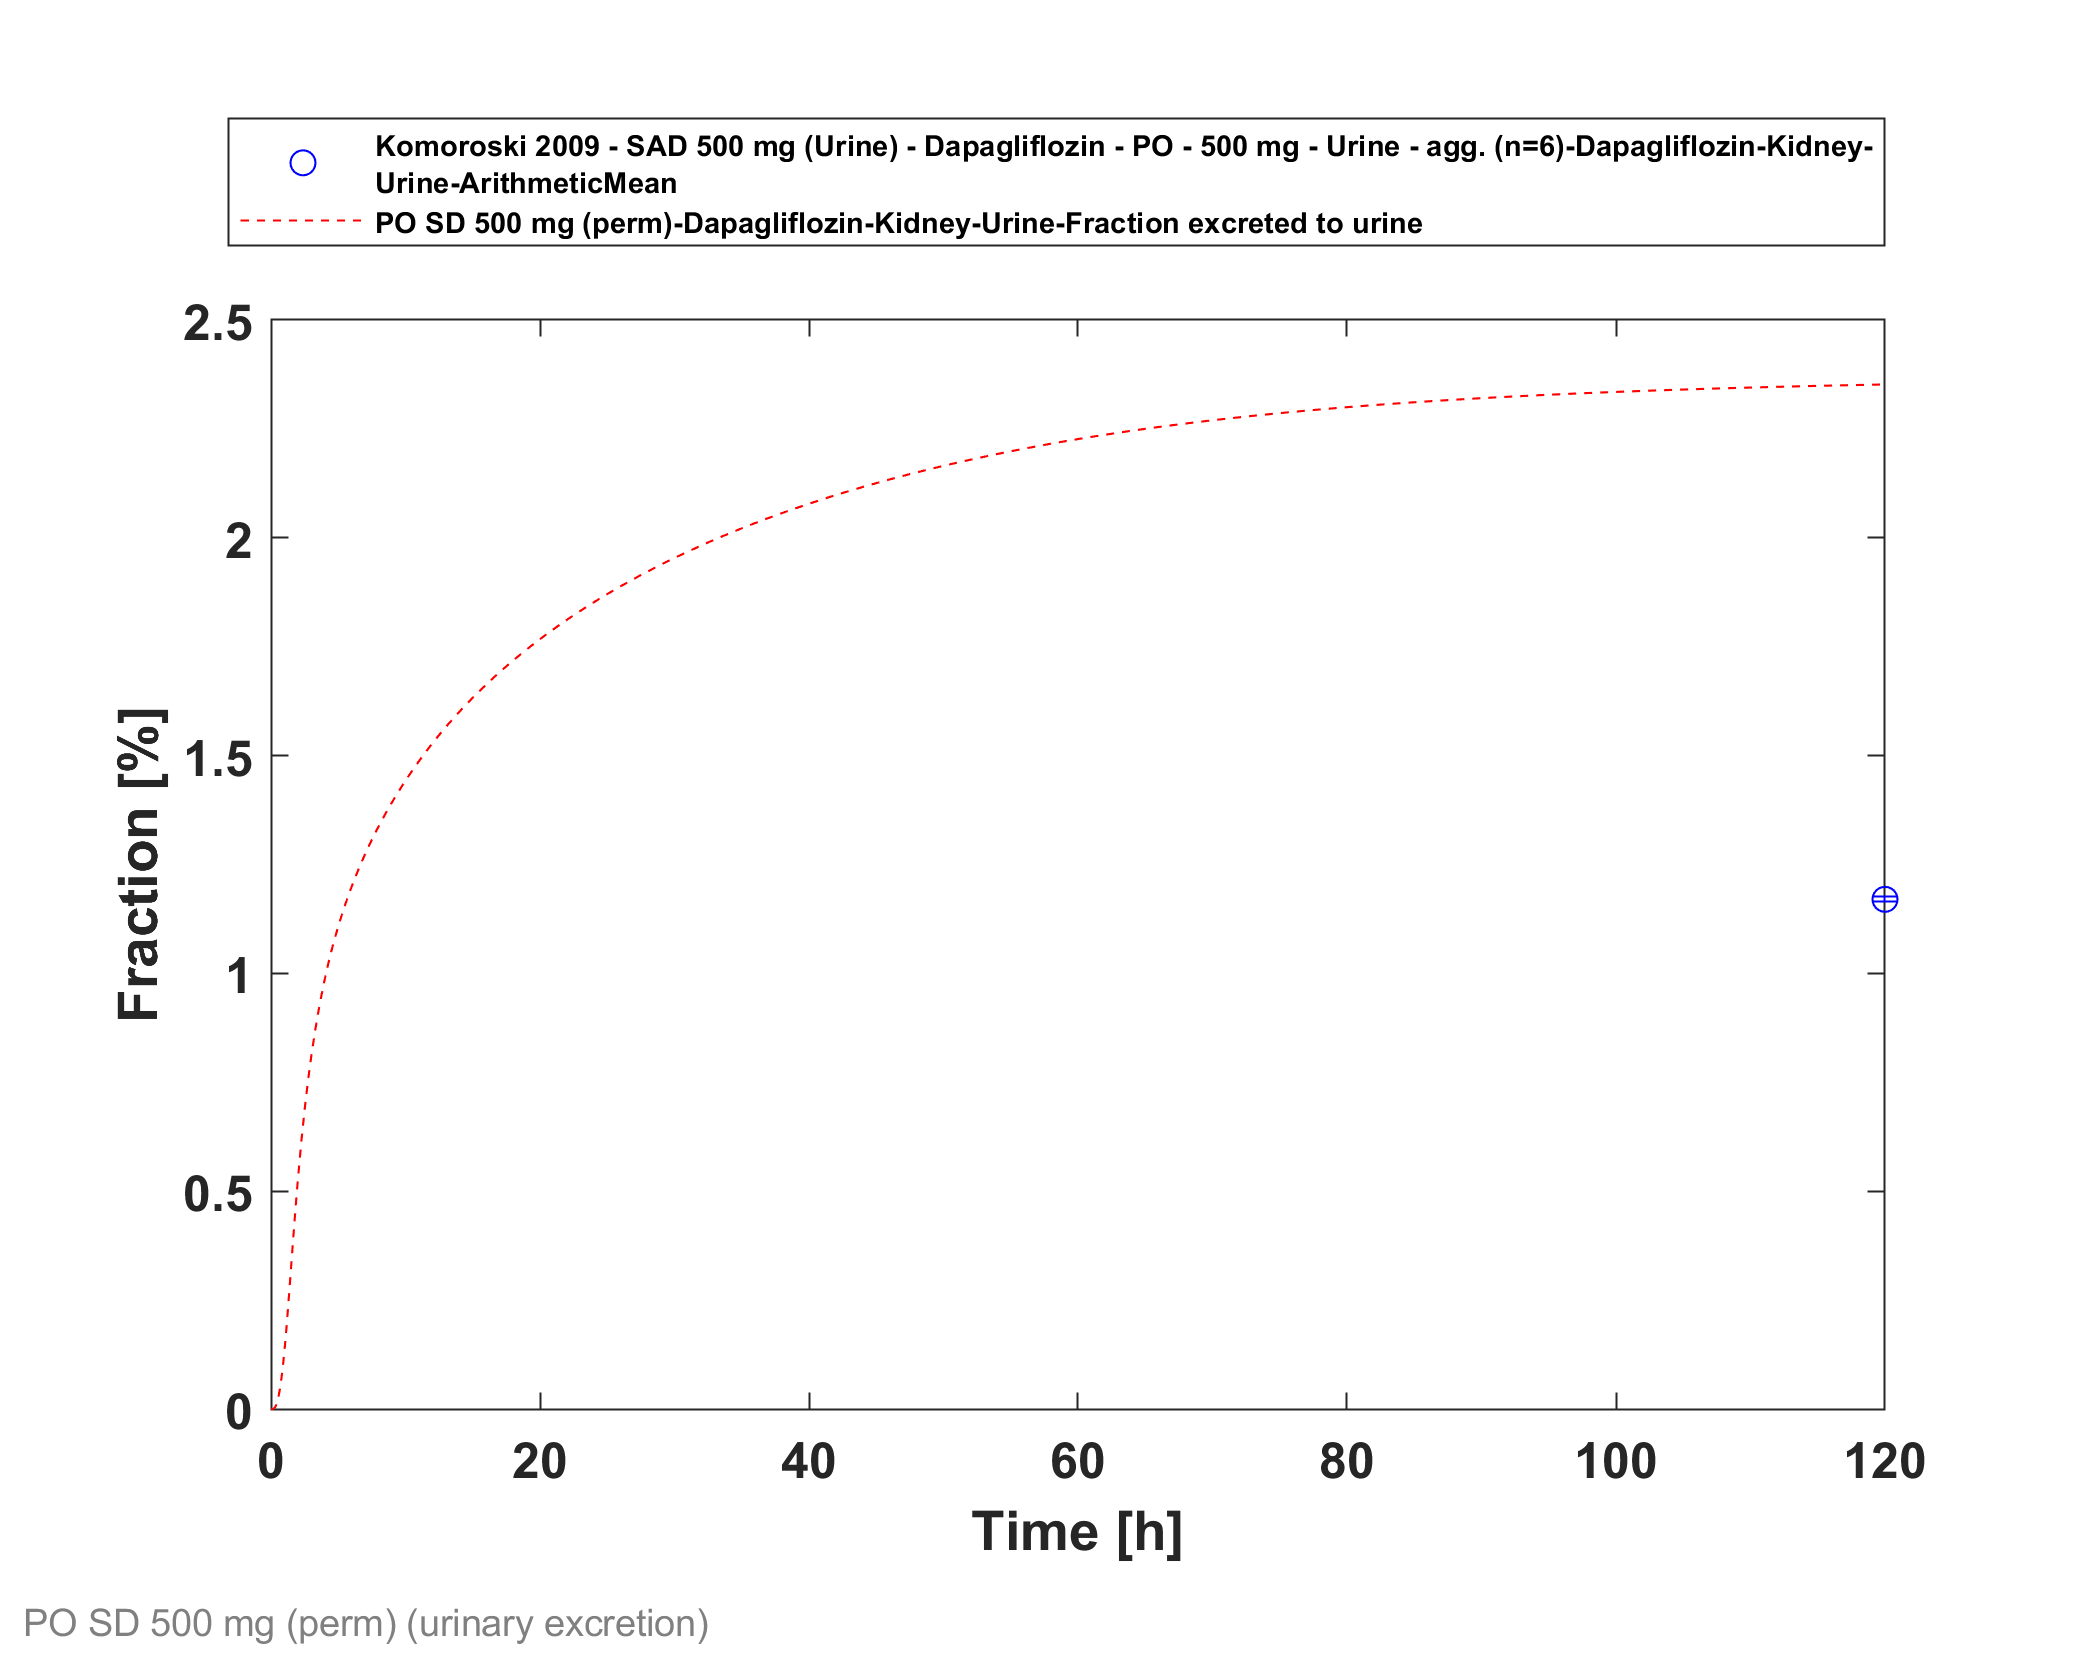 Komoroski 2009 - SAD 500 mg (Urine) - Dapagliflozin - PO - 500 mg - Urine - agg. (n=6)-Dapagliflozin-Kidney-
Urine-ArithmeticMean
PO SD 500 mg (perm)-Dapagliflozin-Kidney-Urine-Fraction excreted to urine
2.5
2
1.5
1
0.5
0
Fraction [%]
0 20 40 60 80 100 120
Time [h]
PO SD 500 mg (perm) (urinary excretion)